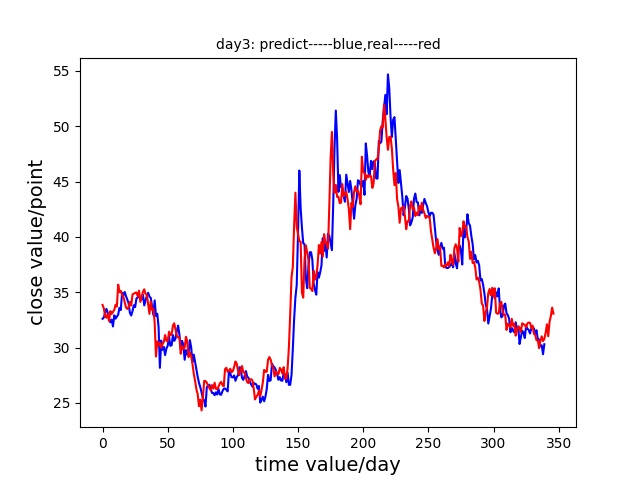 day3: predict-----blue,real-----red
55
50
45
40
35
30
25
close value/point
0 50 100 150 200 250 300 350
time value/day